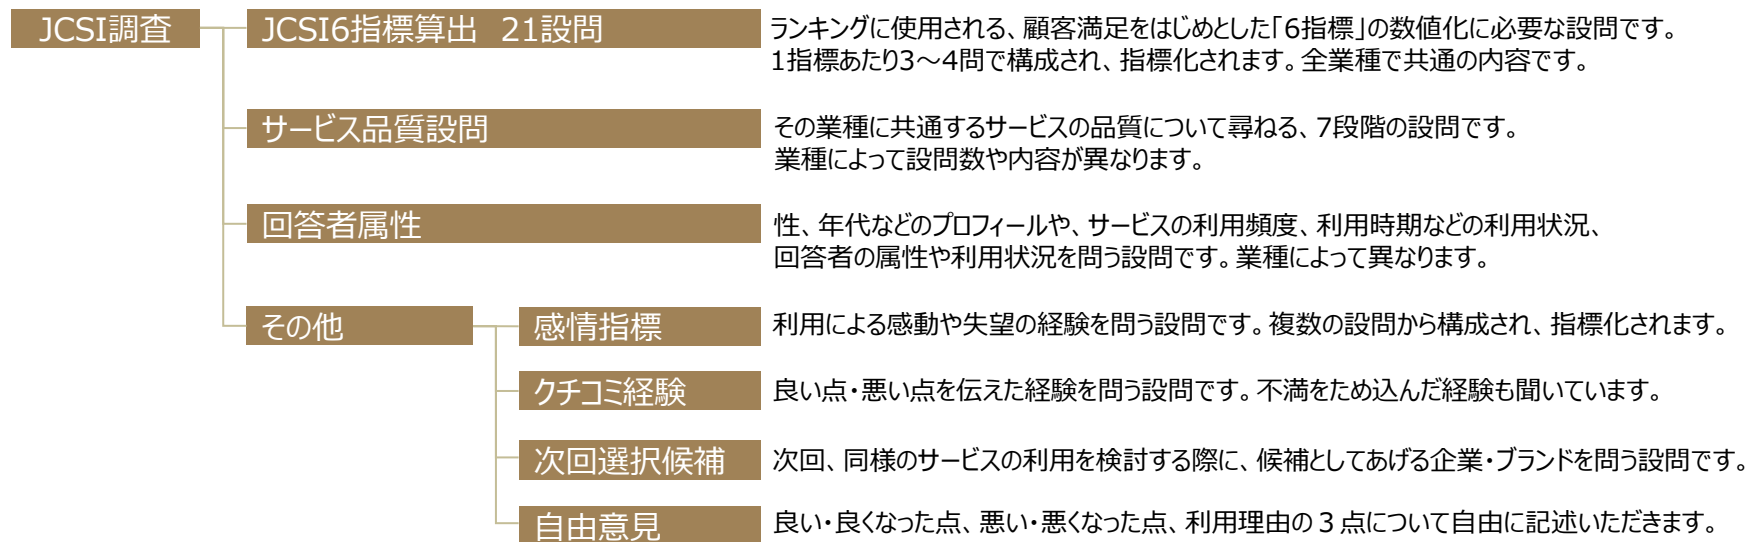 JCSI調査
JCSI6指標算出　21設問
ランキングに使用される、顧客満足をはじめとした「6指標」の数値化に必要な設問です。
1指標あたり3～4問で構成され、指標化されます。全業種で共通の内容です。
サービス品質設問
その業種に共通するサービスの品質について尋ねる、7段階の設問です。
業種によって設問数や内容が異なります。
回答者属性
性、年代などのプロフィールや、サービスの利用頻度、利用時期などの利用状況、
回答者の属性や利用状況を問う設問です。業種によって異なります。
その他
感情指標
利用による感動や失望の経験を問う設問です。複数の設問から構成され、指標化されます。
クチコミ経験
良い点・悪い点を伝えた経験を問う設問です。不満をため込んだ経験も聞いています。
次回選択候補
次回、同様のサービスの利用を検討する際に、候補としてあげる企業・ブランドを問う設問です。
自由意見
良い・良くなった点、悪い・悪くなった点、利用理由の３点について自由に記述いただきます。